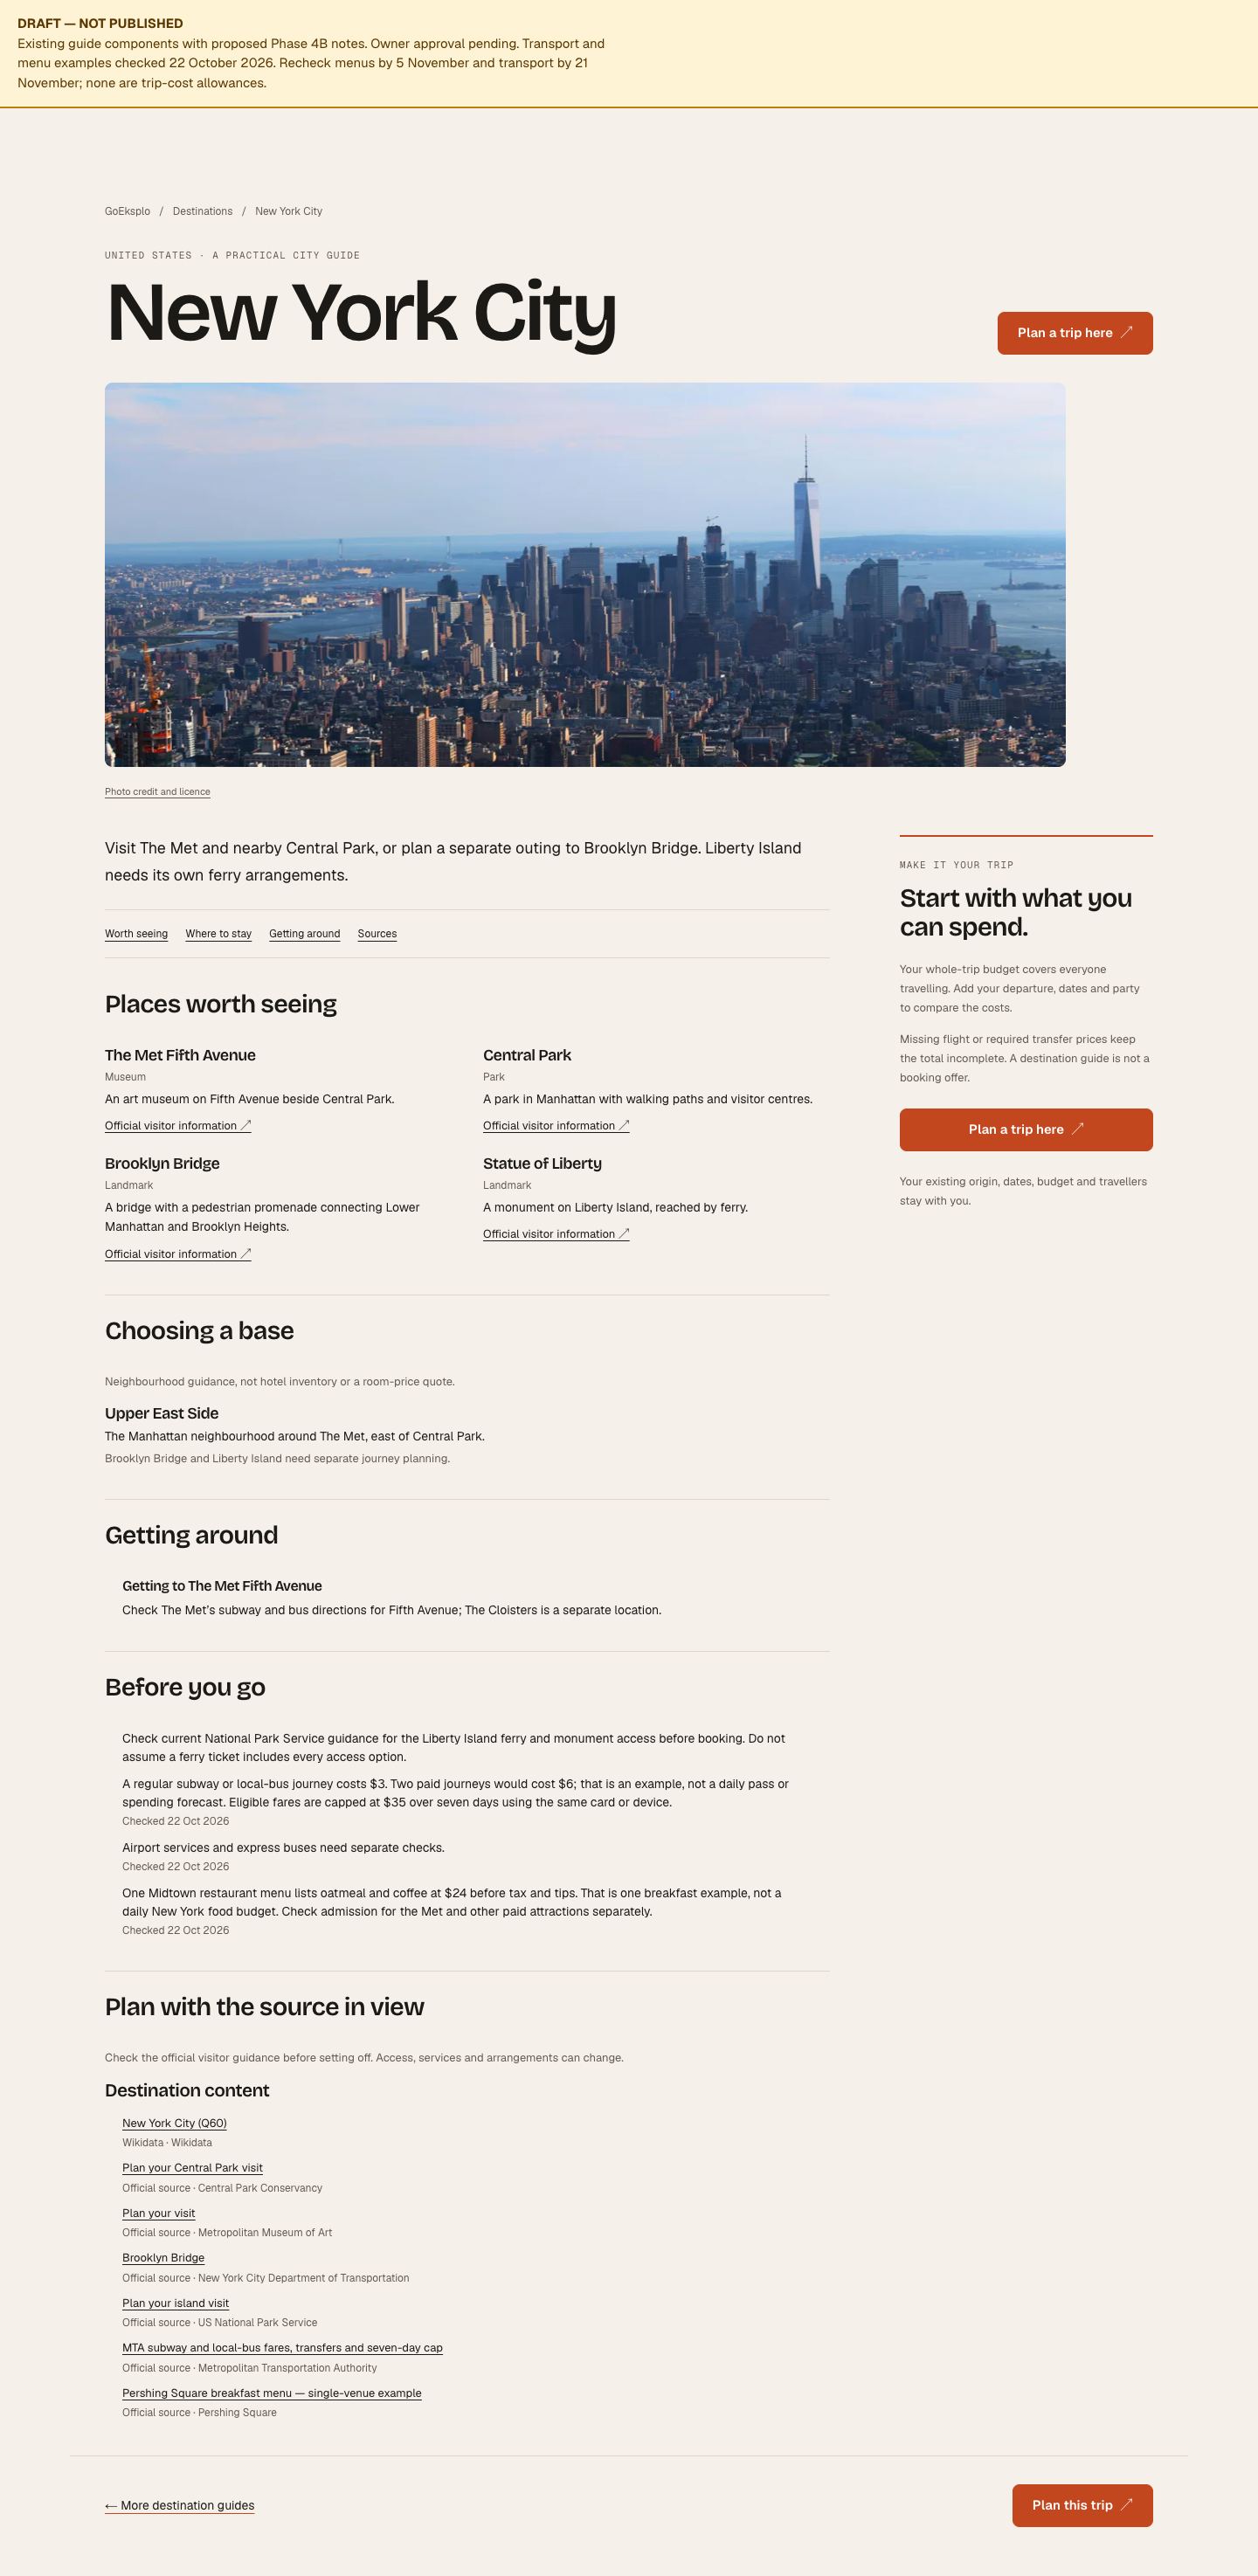 DRAFT — NOT PUBLISHED
Existing guide components with proposed Phase 4B notes. Owner approval pending. Transport and
menu examples checked 22 October 2026. Recheck menus by 5 November and transport by 21
November; none are trip-cost allowances.
GoEksplo / Destinations / New York City
UNITED STATES · A PRACTICAL CITY GUIDE
New York City
Plan a trip here ↗
Photo credit and licence
Visit The Met and nearby Central Park, or plan a separate outing to Brooklyn Bridge. Liberty Island
needs its own ferry arrangements.
Worth seeing Where to stay Getting around Sources
Places worth seeing
The Met Fifth Avenue
Museum
An art museum on Fifth Avenue beside Central Park.
Official visitor information ↗
Central Park
Park
A park in Manhattan with walking paths and visitor centres.
Official visitor information ↗
Brooklyn Bridge
Landmark
A bridge with a pedestrian promenade connecting Lower
Manhattan and Brooklyn Heights.
Official visitor information ↗
Statue of Liberty
Landmark
A monument on Liberty Island, reached by ferry.
Official visitor information ↗
Choosing a base
Neighbourhood guidance, not hotel inventory or a room-price quote.
Upper East Side
The Manhattan neighbourhood around The Met, east of Central Park.
Brooklyn Bridge and Liberty Island need separate journey planning.
Getting around
Getting to The Met Fifth Avenue
Check The Met's subway and bus directions for Fifth Avenue; The Cloisters is a separate location.
Before you go
Check current National Park Service guidance for the Liberty Island ferry and monument access before booking. Do not
assume a ferry ticket includes every access option.
A regular subway or local-bus journey costs $3. Two paid journeys would cost $6; that is an example, not a daily pass or
spending forecast. Eligible fares are capped at $35 over seven days using the same card or device.
Checked 22 Oct 2026
Airport services and express buses need separate checks.
Checked 22 Oct 2026
One Midtown restaurant menu lists oatmeal and coffee at $24 before tax and tips. That is one breakfast example, not a
daily New York food budget. Check admission for the Met and other paid attractions separately.
Checked 22 Oct 2026
Plan with the source in view
Check the official visitor guidance before setting off. Access, services and arrangements can change.
Destination content
New York City (Q60)
Wikidata · Wikidata
Plan your Central Park visit
Official source · Central Park Conservancy
Plan your visit
Official source · Metropolitan Museum of Art
Brooklyn Bridge
Official source · New York City Department of Transportation
Plan your island visit
Official source · US National Park Service
MTA subway and local-bus fares, transfers and seven-day cap
Official source · Metropolitan Transportation Authority
Pershing Square breakfast menu — single-venue example
Official source · Pershing Square
MAKE IT YOUR TRIP
Start with what you
can spend.
Your whole-trip budget covers everyone
travelling. Add your departure, dates and party
to compare the costs.
Missing flight or required transfer prices keep
the total incomplete. A destination guide is not a
booking offer.
Plan a trip here ↗
Your existing origin, dates, budget and travellers
stay with you.
← More destination guides
Plan this trip ↗